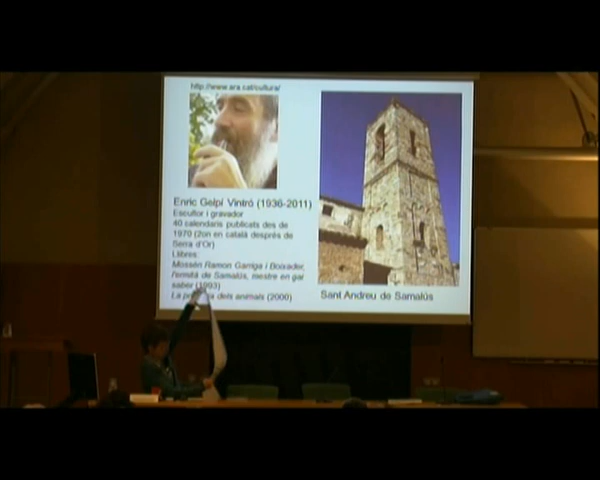 http://www.ara.cat/cultura/
Enric Gelpí Vintró (1936-2011)
Escultor i gravador
40 calendaris publicats des de
1970 (2on en català després de
Serra d'Or)
Llibres:
Mossèn Ramon Garriga i Boixader,
l'ermità de Samalús, mestre en gai
saber (1993)
La dels animals (2000)
Sant Andreu de Samalús